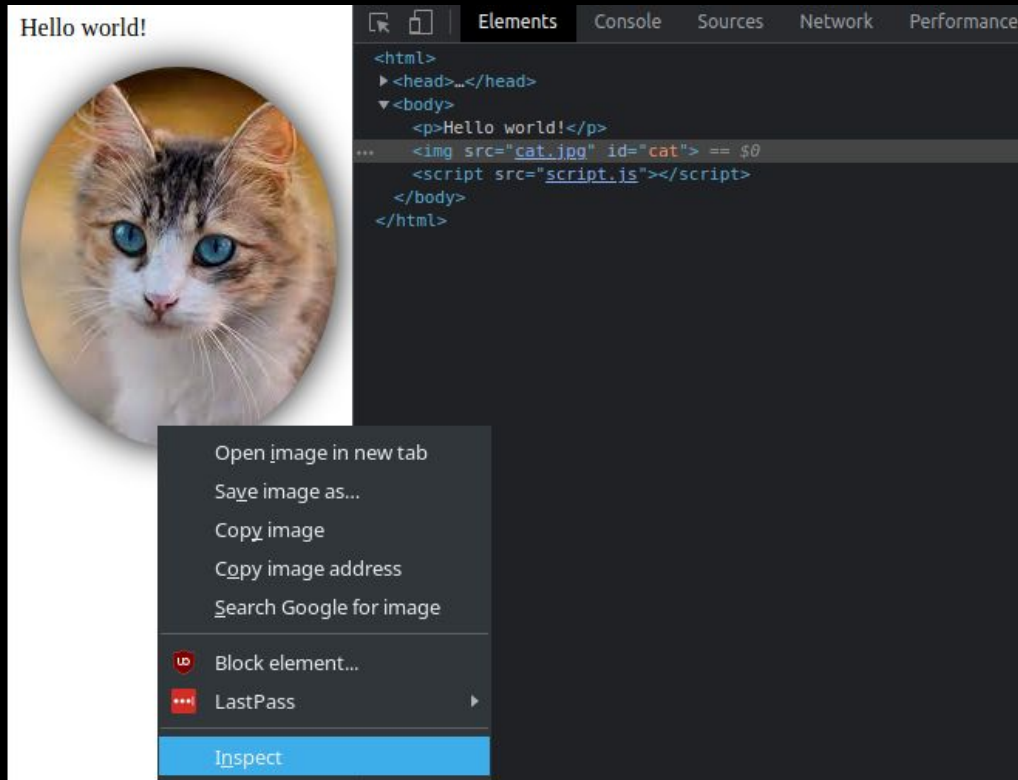 Hello world!
Elements Console Sources Network Performance
<html>
▶<head>…</head>
▼<body>
<p>Hello world!</p>
... <img src="cat.jpg" id="cat"> == $0
<script src="script.js"></script>
</body>
</html>
Open image in new tab
Save image as...
Copy image
Copy image address
Search Google for image
Block element...
LastPass
Inspect